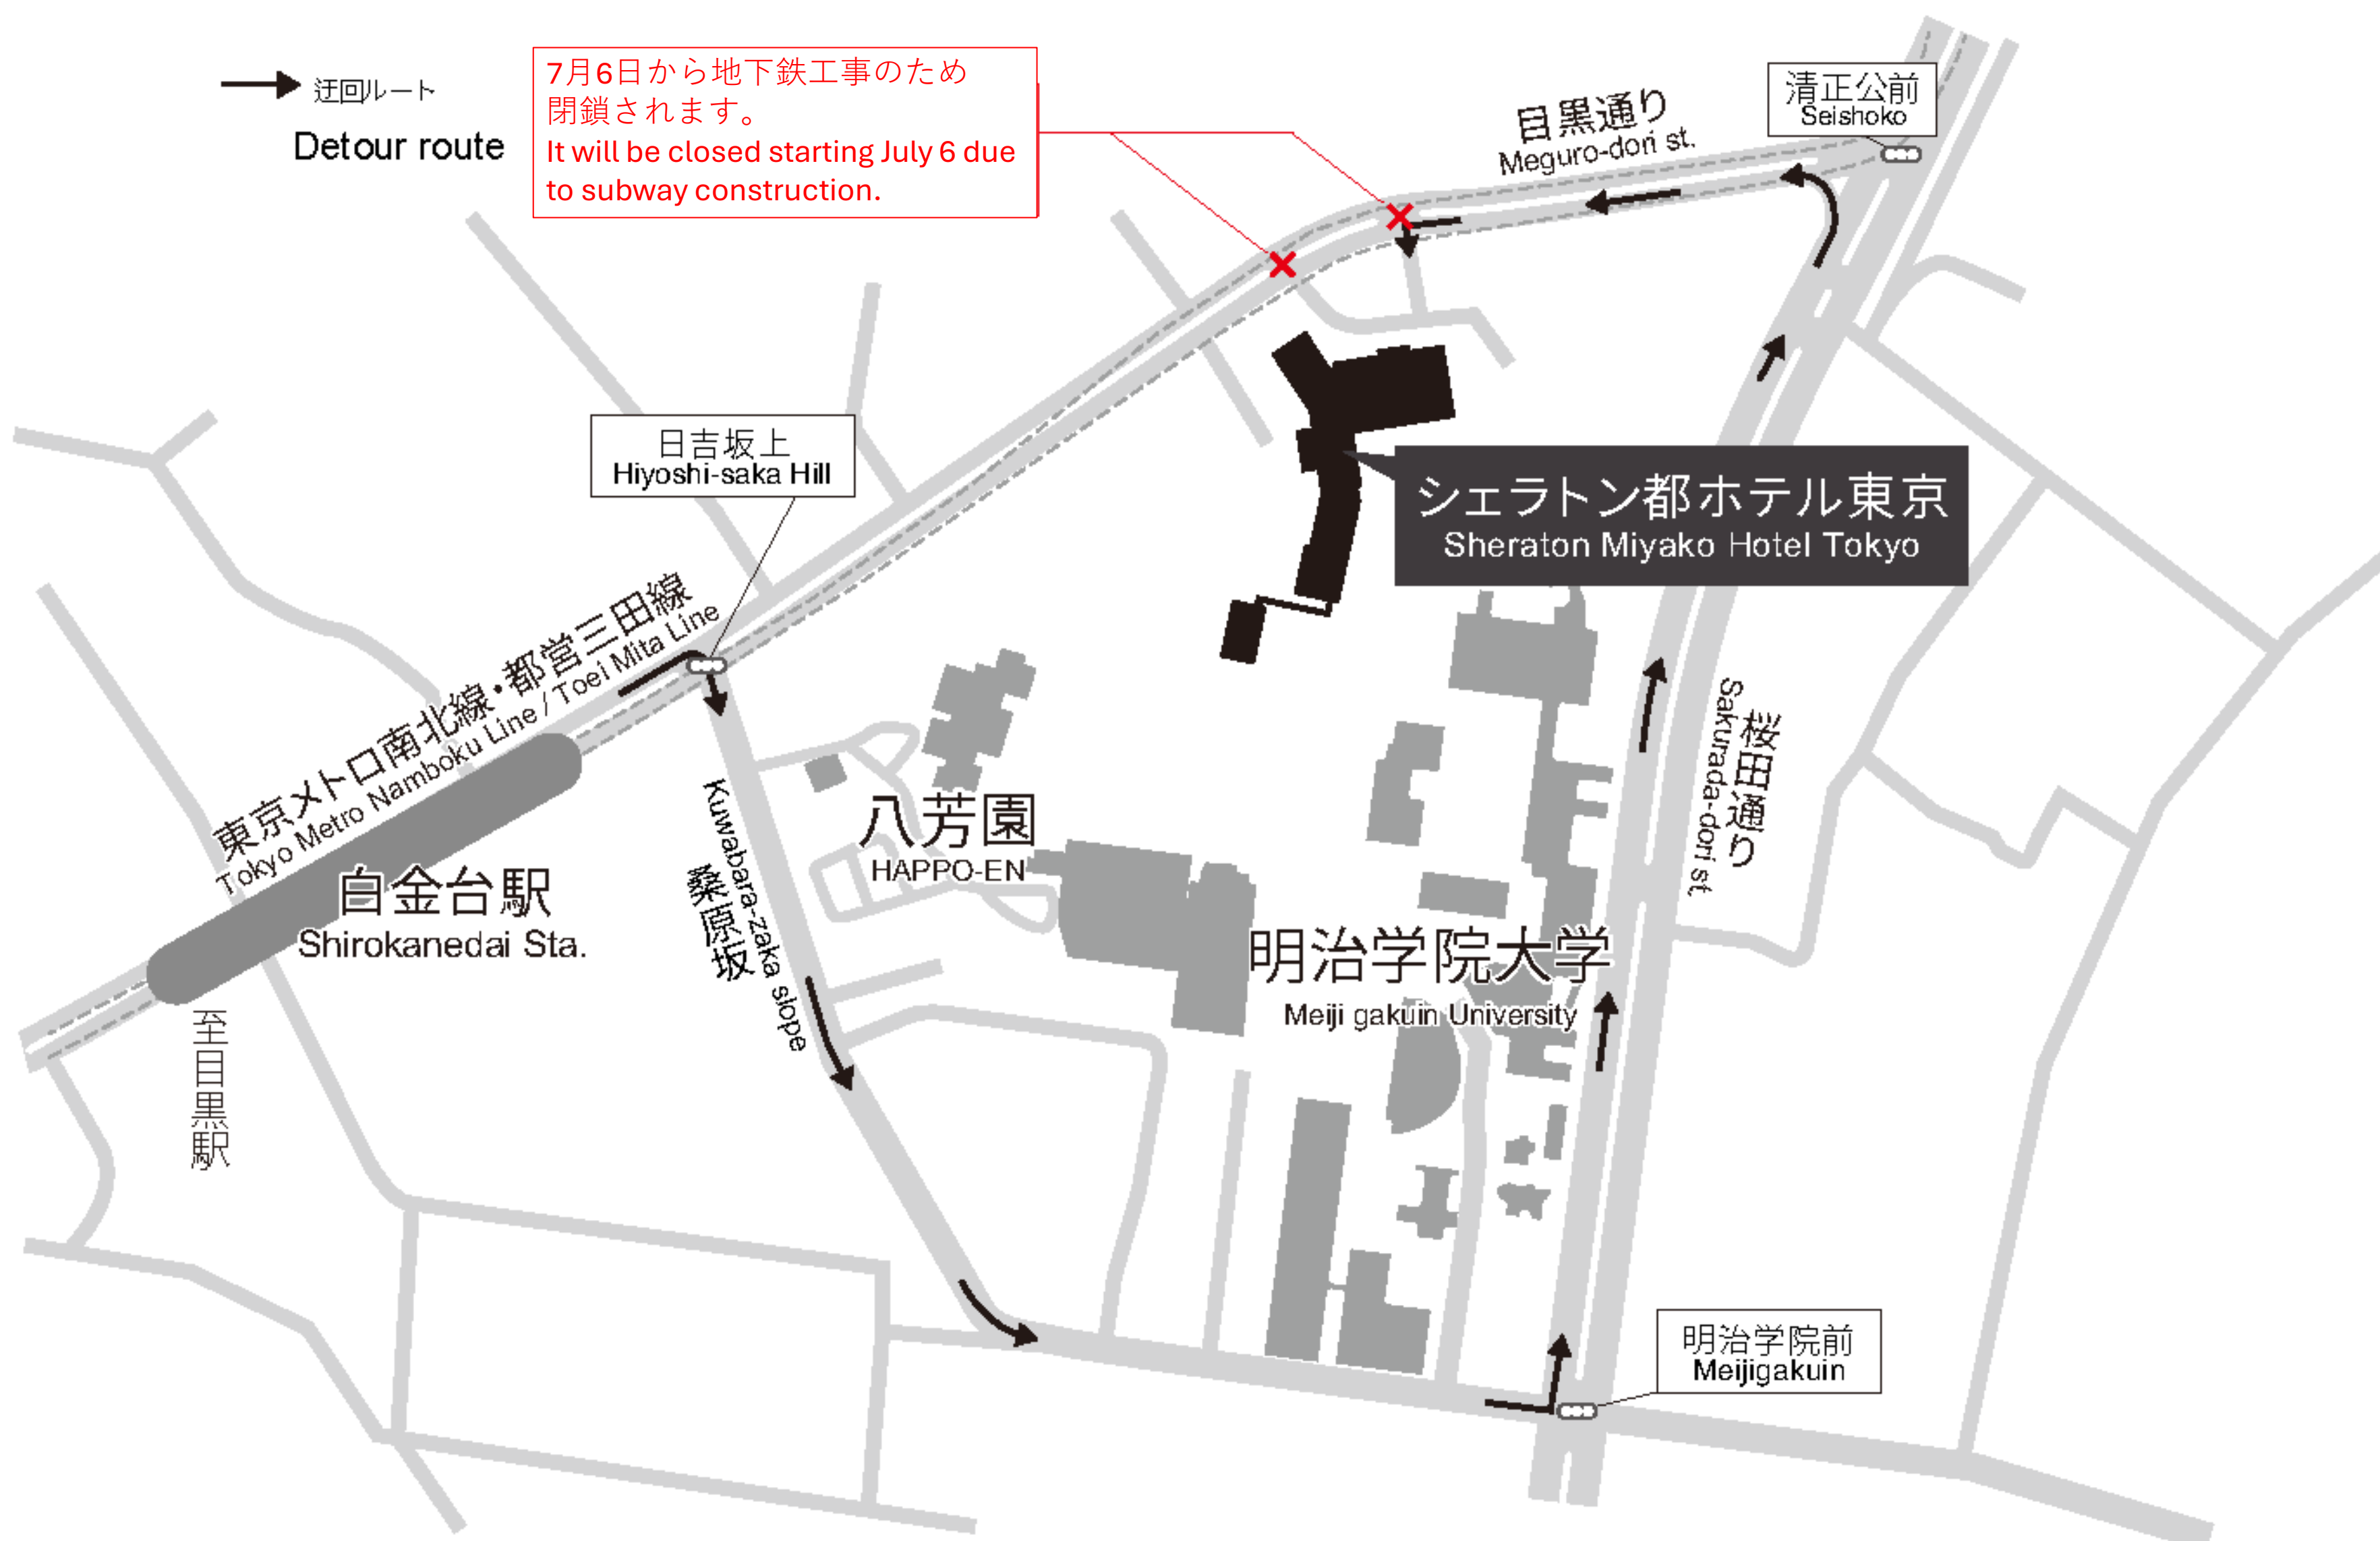 迂回ルート
Detour route
7月6日から地下鉄工事のため
閉鎖されます。
It will be closed starting July 6 due
to subway construction.
目黒通り
Meguro-dori st.
清正公前
Seishoko
日吉坂上
Hiyoshi-saka Hill
シェラトン都ホテル東京
Sheraton Miyako Hotel Tokyo
東京メトロ南北線・都営三田線
Tokyo Metro Namboku Line / Toei Mita Line
白金台駅
Shirokanedai Sta.
至目黒駅
Kuwabara-zaka slope
桑原坂
八芳園
HAPPO-EN
明治学院大学
Meiji gakuin University
桜田通り
Sakurada-dori st.
明治学院前
Meijigakuin